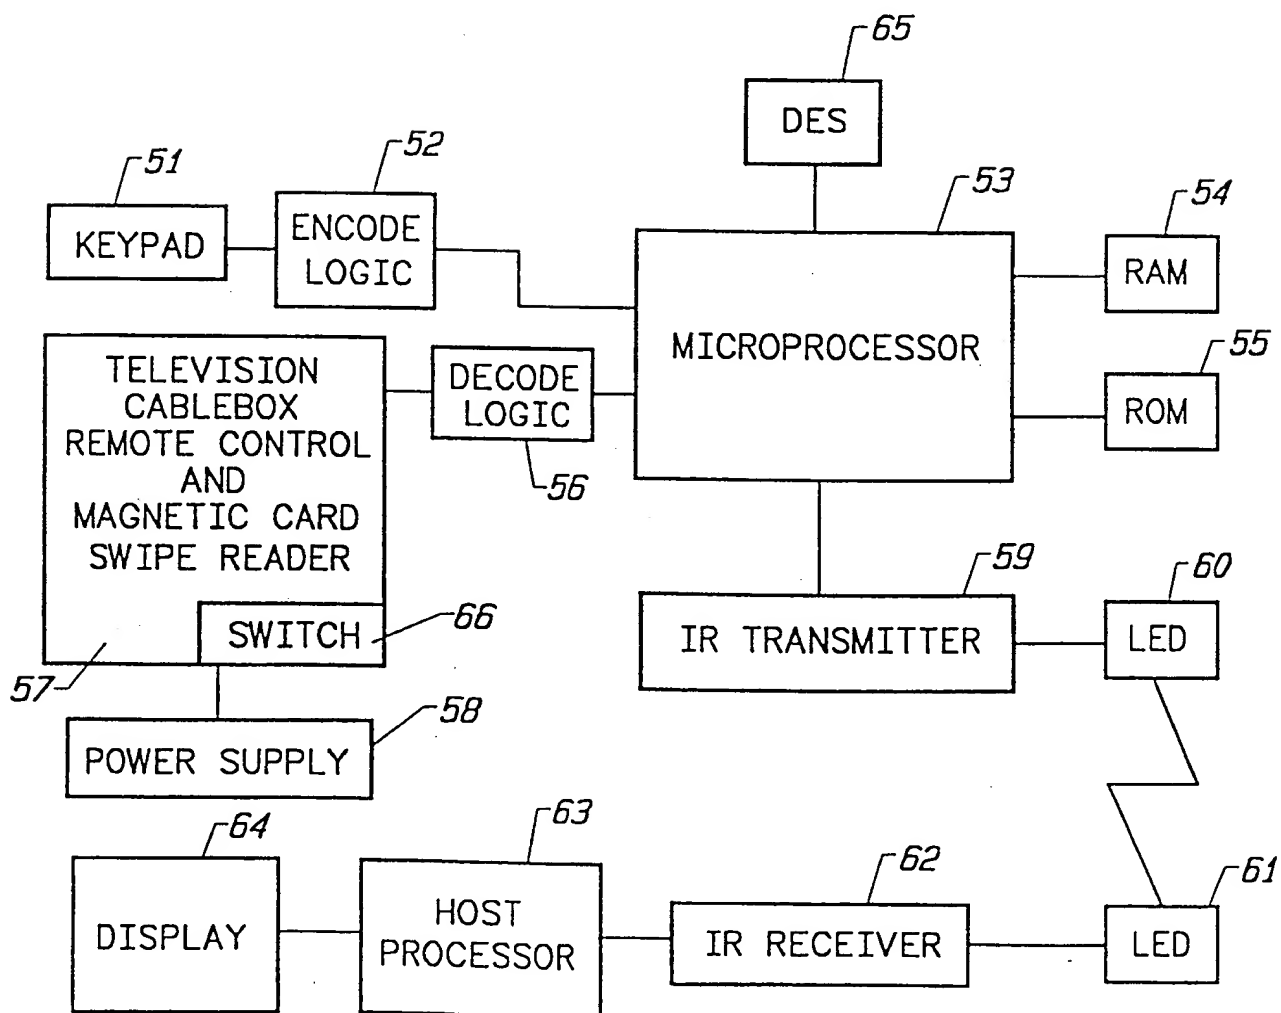 65
DES
51
52
53
54
KEYPAD
ENCODE
LOGIC
RAM
MICROPROCESSOR
55
ROM
TELEVISION
CABLEBOX
REMOTE CONTROL
AND
MAGNETIC CARD
SWIPE READER
DECODE
LOGIC
56
SWITCH
66
57
58
POWER SUPPLY
59
IR TRANSMITTER
60
LED
64
DISPLAY
63
HOST
PROCESSOR
62
IR RECEIVER
61
LED